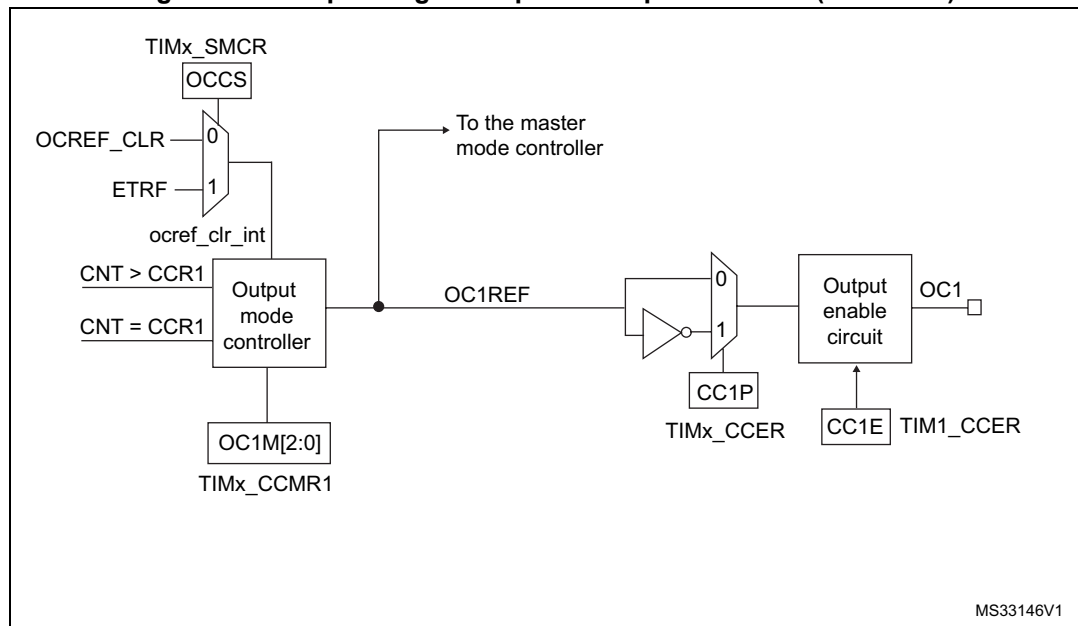 TIMx_SMCR
OCCS
OCREF_CLR
0
ETRF
1
ocref_clr_int
To the master
mode controller
CNT > CCR1
CNT = CCR1
Output
mode
controller
OC1REF
0
1
Output
enable
circuit
OC1
CC1P
TIMx_CCER
CC1E
TIM1_CCER
OC1M[2:0]
TIMx_CCMR1
MS33146V1